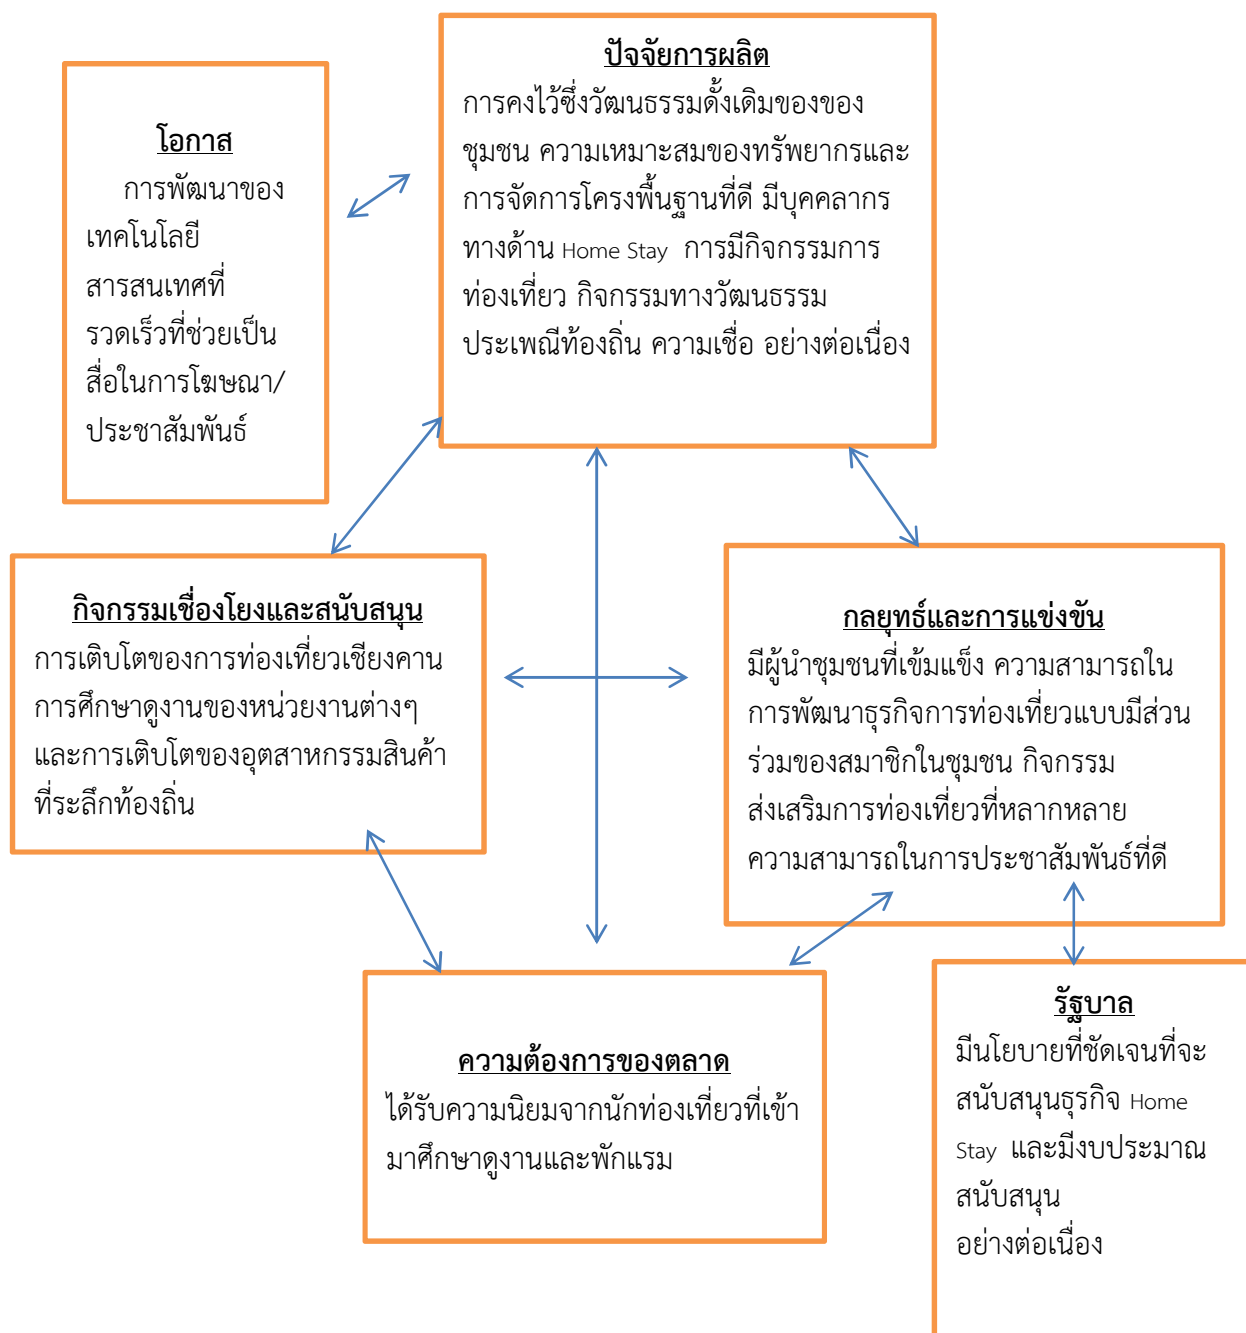 ปัจจัยการผลิต
การคงไว้ซึ่งวัฒนธรรมดั้งเดิมของของ
ชุมชน ความเหมาะสมของทรัพยากรและ
การจัดการโครงพื้นฐานที่ดี มีบุคคลากร
ทางด้าน Home Stay การมีกิจกรรมการ
ท่องเที่ยว กิจกรรมทางวัฒนธรรม
ประเพณีท้องถิ่น ความเชื่อ อย่างต่อเนื่อง
โอกาส
การพัฒนาของ
เทคโนโลยี
สารสนเทศที่
รวดเร็วที่ช่วยเป็น
สื่อในการโฆษณา/
ประชาสัมพันธ์
กิจกรรมเชื่องโยงและสนับสนุน
การเติบโตของการท่องเที่ยวเชียงคาน
การศึกษาดูงานของหน่วยงานต่างๆ
และการเติบโตของอุตสาหกรรมสินค้า
ที่ระลึกท้องถิ่น
กลยุทธ์และการแข่งขัน
มีผู้นำชุมชนที่เข้มแข็ง ความสามารถใน
การพัฒนาธุรกิจการท่องเที่ยวแบบมีส่วน
ร่วมของสมาชิกในชุมชน กิจกรรม
ส่งเสริมการท่องเที่ยวที่หลากหลาย
ความสามารถในการประชาสัมพันธ์ที่ดี
ความต้องการของตลาด
ได้รับความนิยมจากนักท่องเที่ยวที่เข้า
มาศึกษาดูงานและพักแรม
รัฐบาล
มีนโยบายที่ชัดเจนที่จะ
สนับสนุนธุรกิจ Home
Stay และมีงบประมาณ
สนับสนุน
อย่างต่อเนื่อง